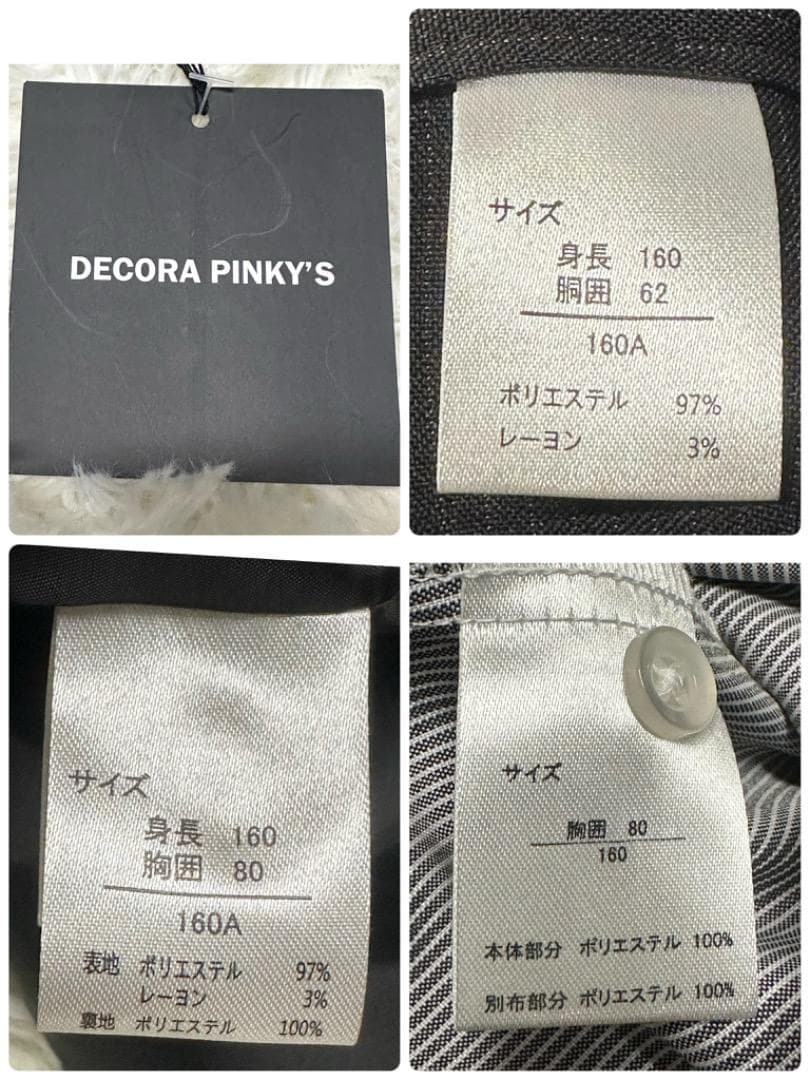 DECORA PINKY'S
サイズ
身長 160
胴囲 62
160A
ポリエステル 97%
レーヨン 3%
サイズ
身長 160
胸囲 80
160A
表地 ポリエステル 97%
レーヨン 3%
裏地 ポリエステル 100%
サイズ
胸囲 80
160
本体部分 ポリエステル 100%
別布部分 ポリエステル 100%